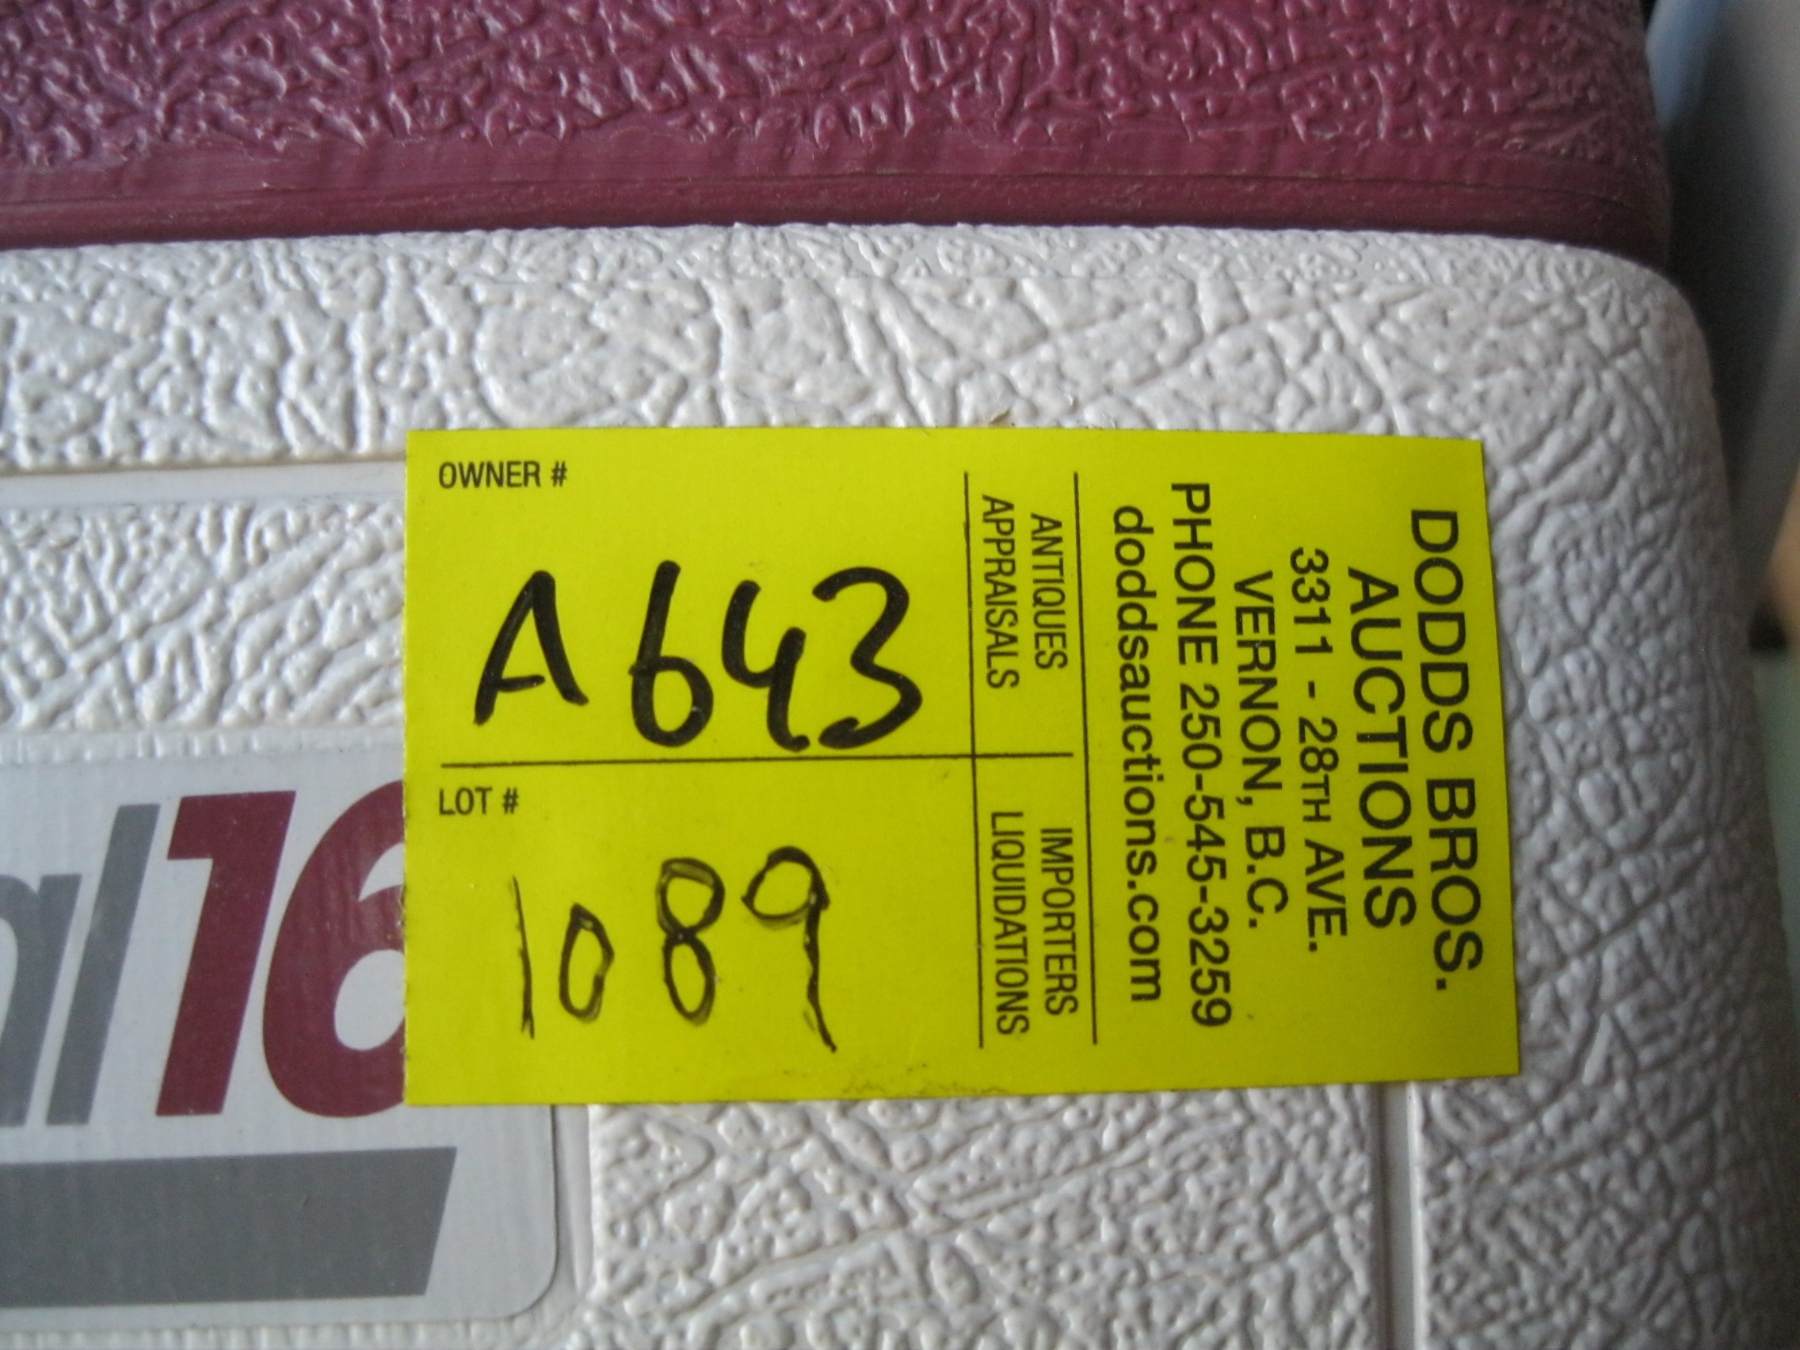 OWNER #
A643
LOT #
1089
ANTIQUES
APPRAISALS
IMPORTERS
LIQUIDATIONS
DODDS BROS.
AUCTIONS
3311 - 28TH AVE.
VERNON, B.C.
PHONE 250-545-3259
doddsauctions.com
al16